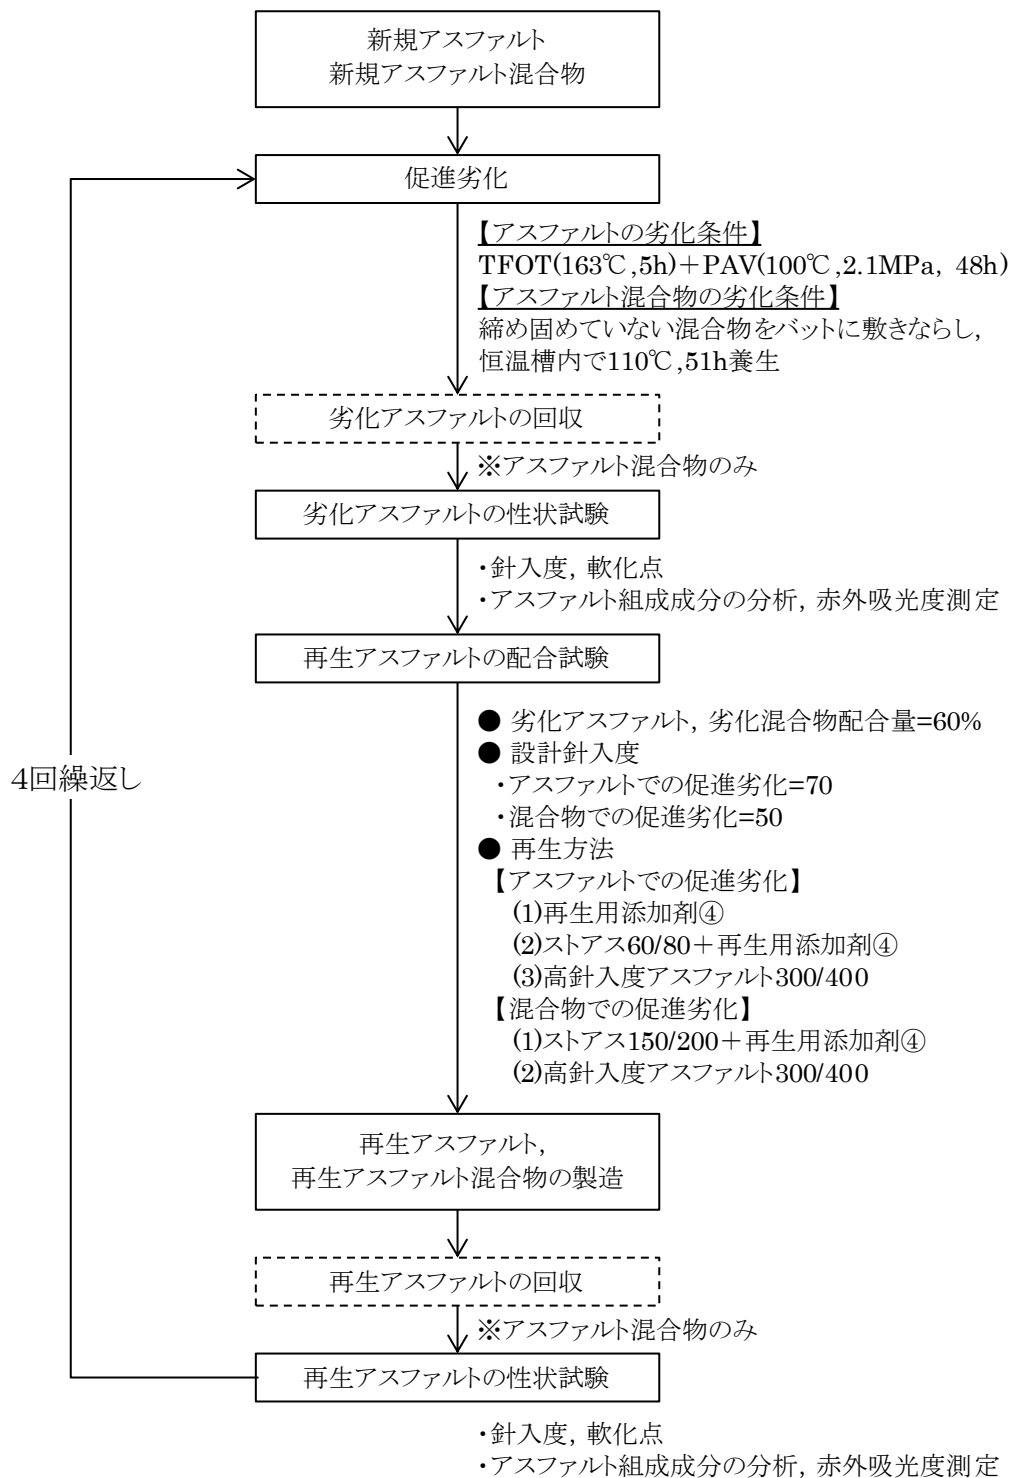 新規アスファルト
新規アスファルト混合物
促進劣化
【アスファルトの劣化条件】
TFOT(163℃,5h)+PAV(100℃,2.1MPa, 48h)
【アスファルト混合物の劣化条件】
締め固めていない混合物をバットに敷きならし,
恒温槽内で110℃,51h養生
劣化アスファルトの回収
※アスファルト混合物のみ
劣化アスファルトの性状試験
・針入度, 軟化点
・アスファルト組成成分の分析, 赤外吸光度測定
再生アスファルトの配合試験
● 劣化アスファルト, 劣化混合物配合量=60%
● 設計針入度
・アスファルトでの促進劣化=70
・混合物での促進劣化=50
● 再生方法
【アスファルトでの促進劣化】
(1)再生用添加剤④
(2)ストアス60/80+再生用添加剤④
(3)高針入度アスファルト300/400
【混合物での促進劣化】
(1)ストアス150/200+再生用添加剤④
(2)高針入度アスファルト300/400
4回繰返し
再生アスファルト,
再生アスファルト混合物の製造
再生アスファルトの回収
※アスファルト混合物のみ
再生アスファルトの性状試験
・針入度, 軟化点
・アスファルト組成成分の分析, 赤外吸光度測定